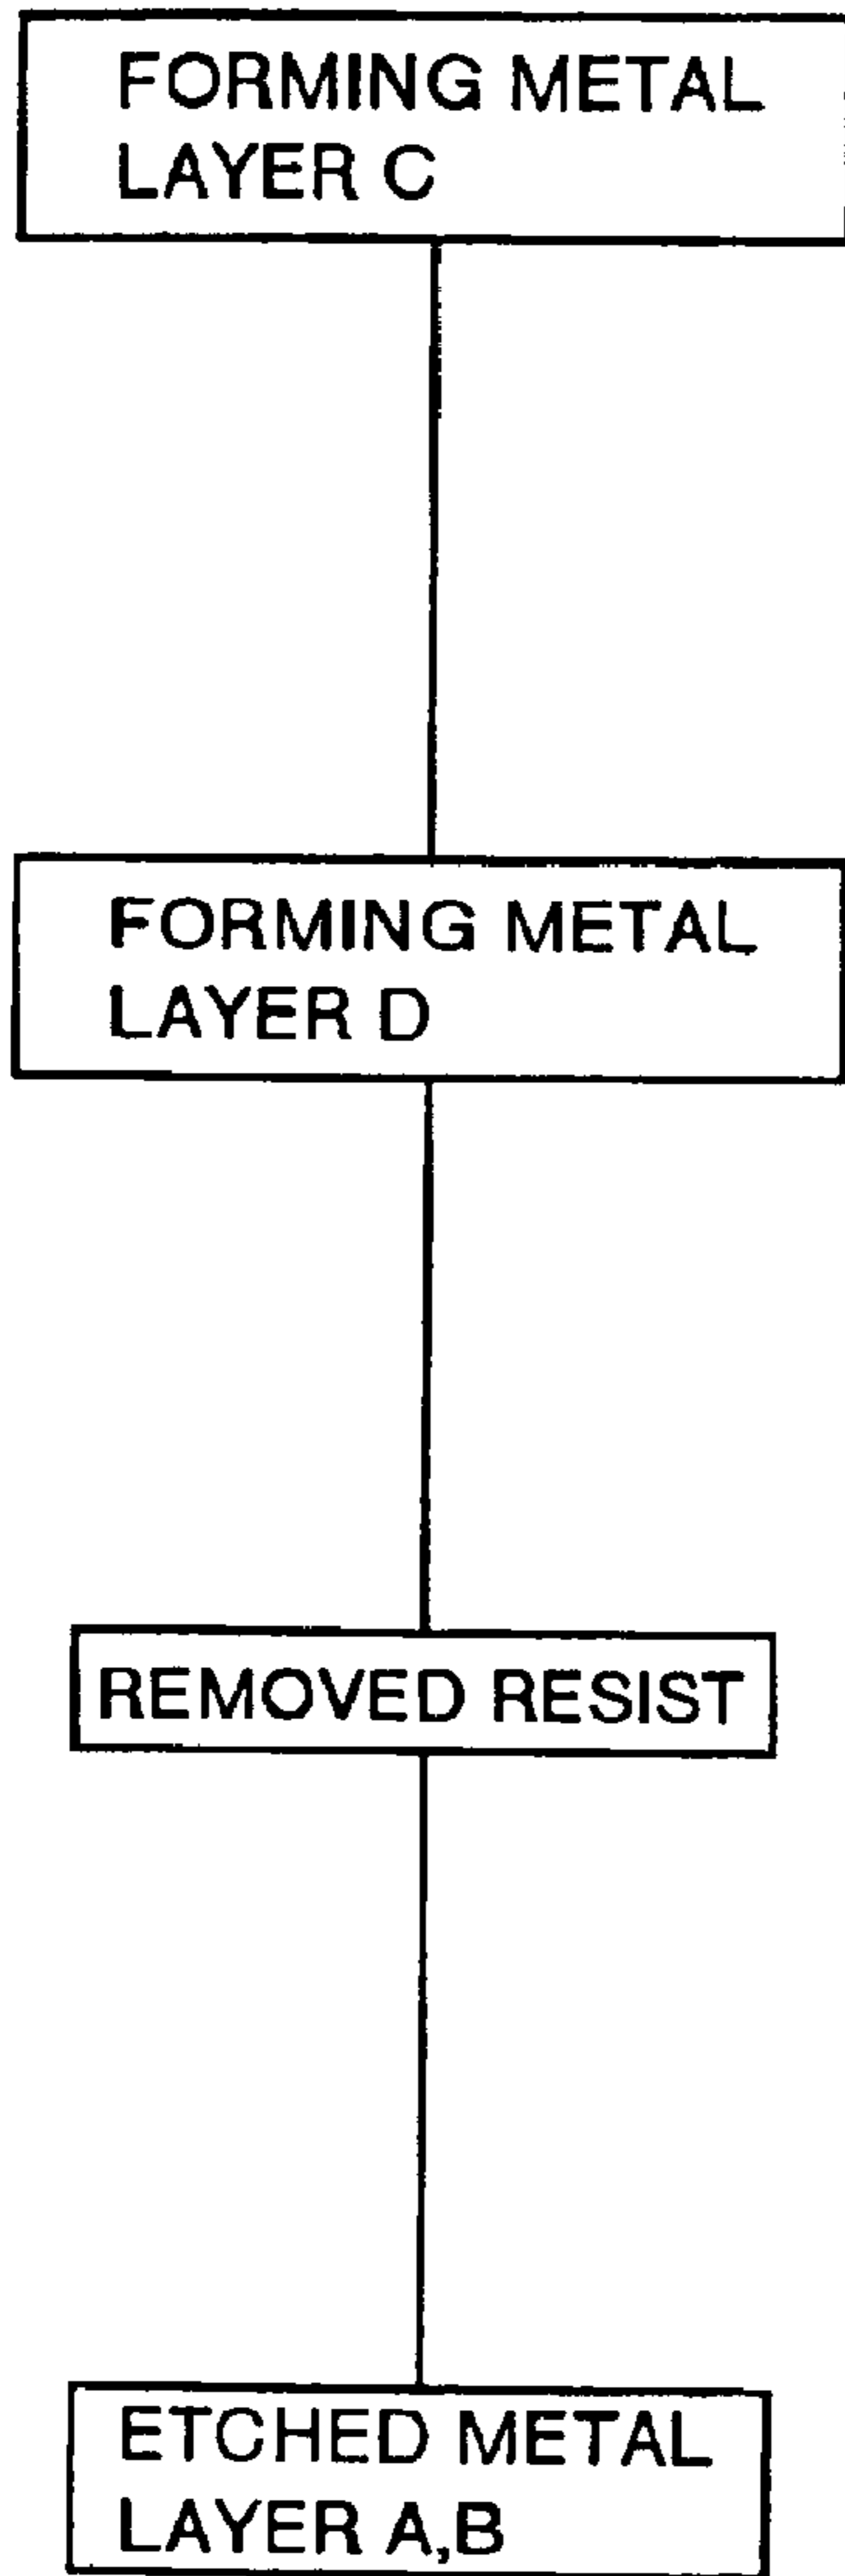 FORMING METAL
LAYER C
FORMING METAL
LAYER D
REMOVED RESIST
ETCHED METAL
LAYER A,B